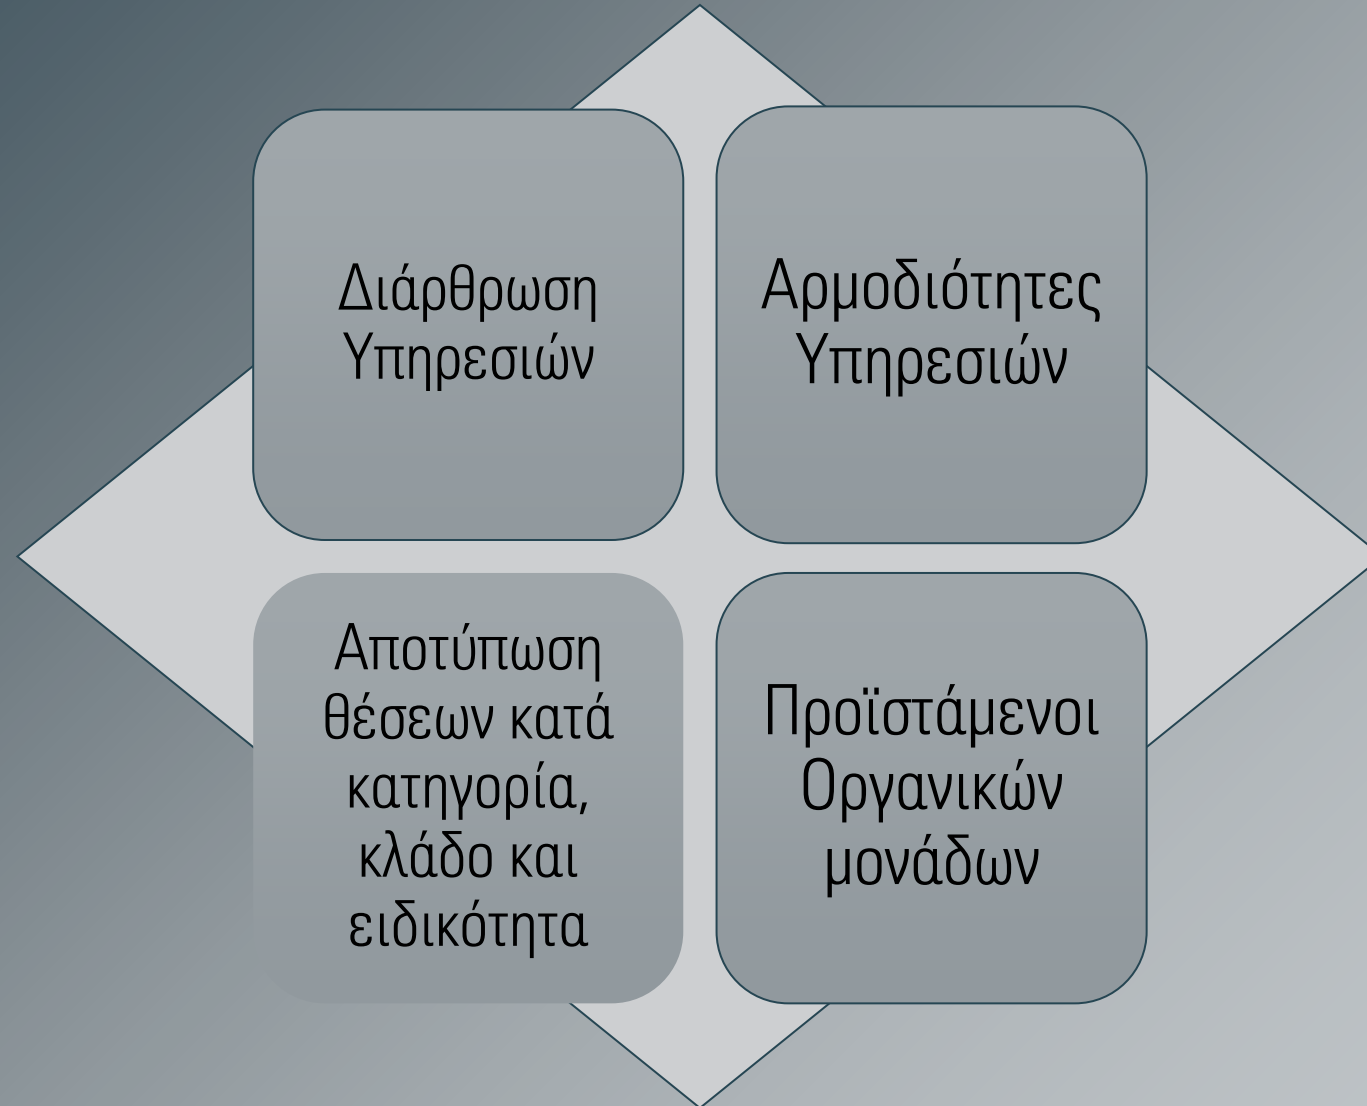 Διάρθρωση
Υπηρεσιών
Αρμοδιότητες
Υπηρεσιών
Αποτύπωση
θέσεων κατά
κατηγορία,
κλάδο και
ειδικότητα
Προϊστάμενοι
Οργανικών
μονάδων